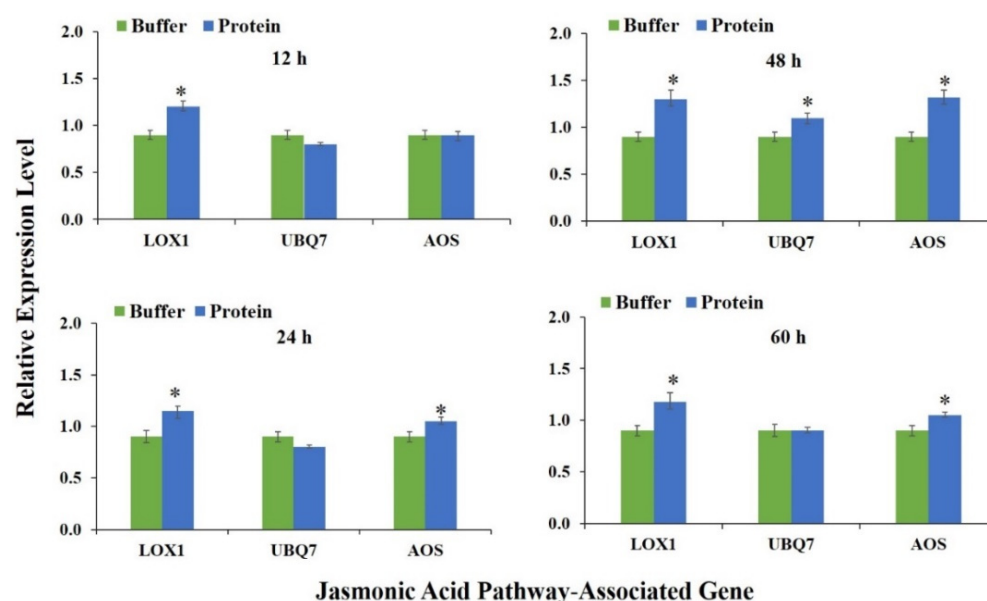 Relative Expression Level
Buffer Protein
12 h
2.0
1.5
*
1.0
0.5
0.0
LOX1 UBQ7 AOS
Buffer Protein
48 h
2.0
1.5
* * *
1.0
0.5
0.0
LOX1 UBQ7 AOS
Buffer Protein
24 h
2.0
1.5
* *
1.0
0.5
0.0
LOX1 UBQ7 AOS
Buffer Protein
60 h
2.0
1.5
* *
1.0
0.5
0.0
LOX1 UBQ7 AOS
Jasmonic Acid Pathway-Associated Gene